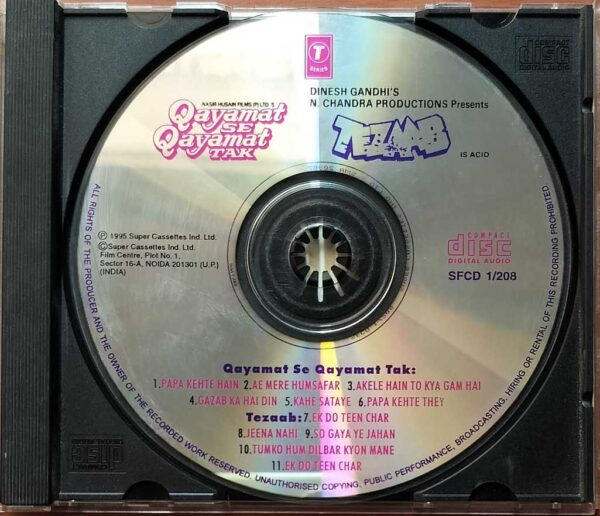 T
SERIES
DINESH GANDHI'S
N. CHANDRA PRODUCTIONS Presents
NASIR HUSAIN FILMS (P) LTD.'S
Qayamat
SE
Qayamat
TAK
TEZAAB
IS ACID
COMPACT
disc
DIGITAL AUDIO
Ⓟ 1995 Super Cassettes Ind. Ltd.
© Super Cassettes Ind. Ltd.
Film Centre, Plot No. 1,
Sector 16-A, NOIDA 201301 (U.P.)
(INDIA)
COMPACT
disc
DIGITAL AUDIO
SFCD 1/208
Qayamat Se Qayamat Tak:
1.PAPA KEHTE HAIN 2.AE MERE HUMSAFAR 3.AKELE HAIN TO KYA GAM HAI
4.GAZAB KA HAI DIN 5.KAHE SATAYE 6.PAPA KEHTE THEY
Tezaab:7.EK DO TEEN CHAR
8.JEENA NAHI 9.SO GAYA YE JAHAN
10.TUMKO HUM DILBAR KYON MANE
11.EK DO TEEN CHAR
ALL RIGHTS OF THE PRODUCER AND THE OWNER OF THE RECORDED WORK RESERVED. UNAUTHORISED COPYING, PUBLIC PERFORMANCE, BROADCASTING, HIRING OR RENTAL OF THIS RECORDING PROHIBITED.
COMPACT
disc
DIGITAL AUDIO